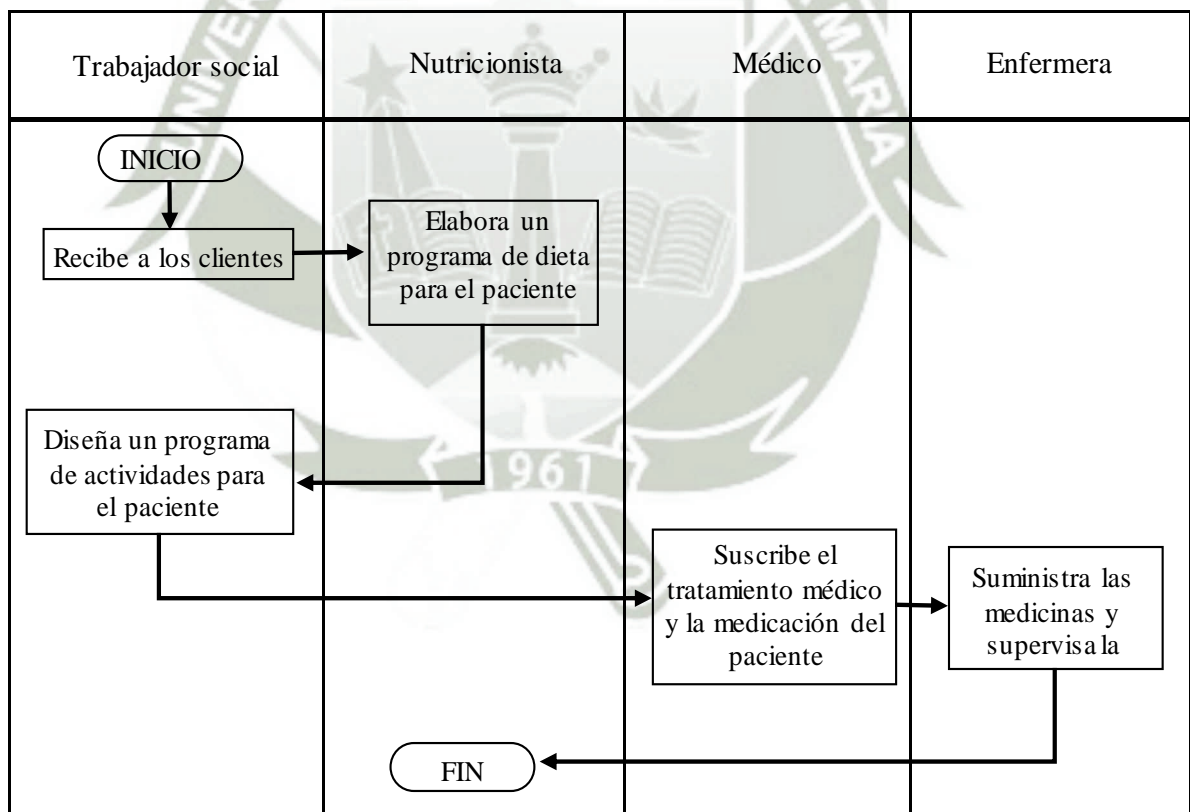 Trabajador social
Nutricionista
Médico
Enfermera
INICIO
Recibe a los clientes
Elabora un
programa de dieta
para el paciente
Diseña un programa
de actividades para
el paciente
Suscribe el
tratamiento médico
y la medicación del
paciente
Suministra las
medicinas y
supervisa la
FIN
MARIA
1961